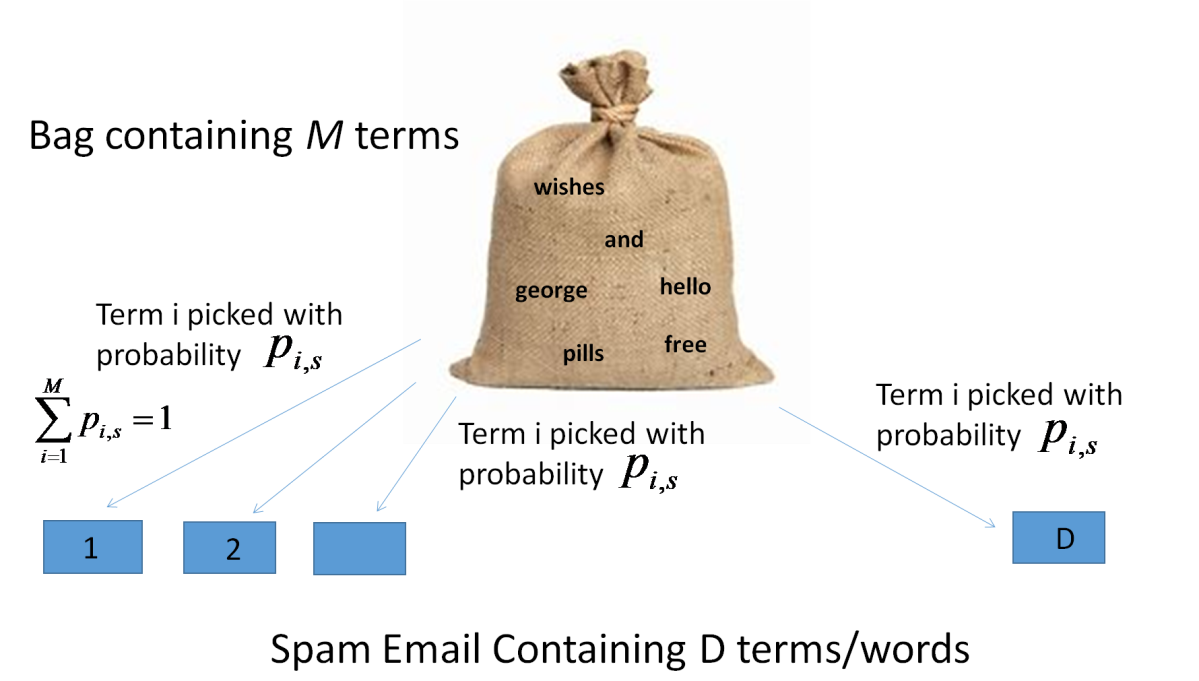 Bag containing M terms
wishes
and
george
hello
pills
free
Term i picked with
probability p_{i,s}
\sum_{i=1}^{M} p_{i,s} = 1
Term i picked with
probability p_{i,s}
Term i picked with
probability p_{i,s}
1
2
D
Spam Email Containing D terms/words